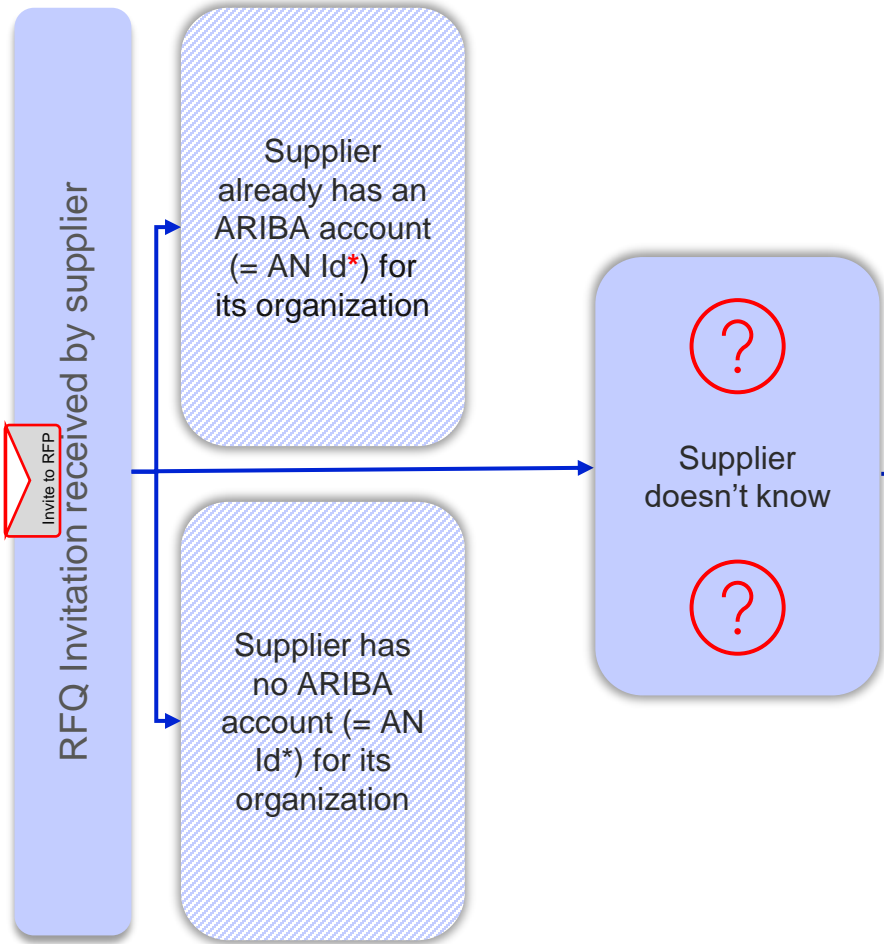 RFQ Invitation received by supplier
Invite to RFP
Supplier
already has an
ARIBA account
(= AN Id*) for
its organization
Supplier has
no ARIBA
account (= AN
Id*) for its
organization
?
Supplier
doesn’t know
?